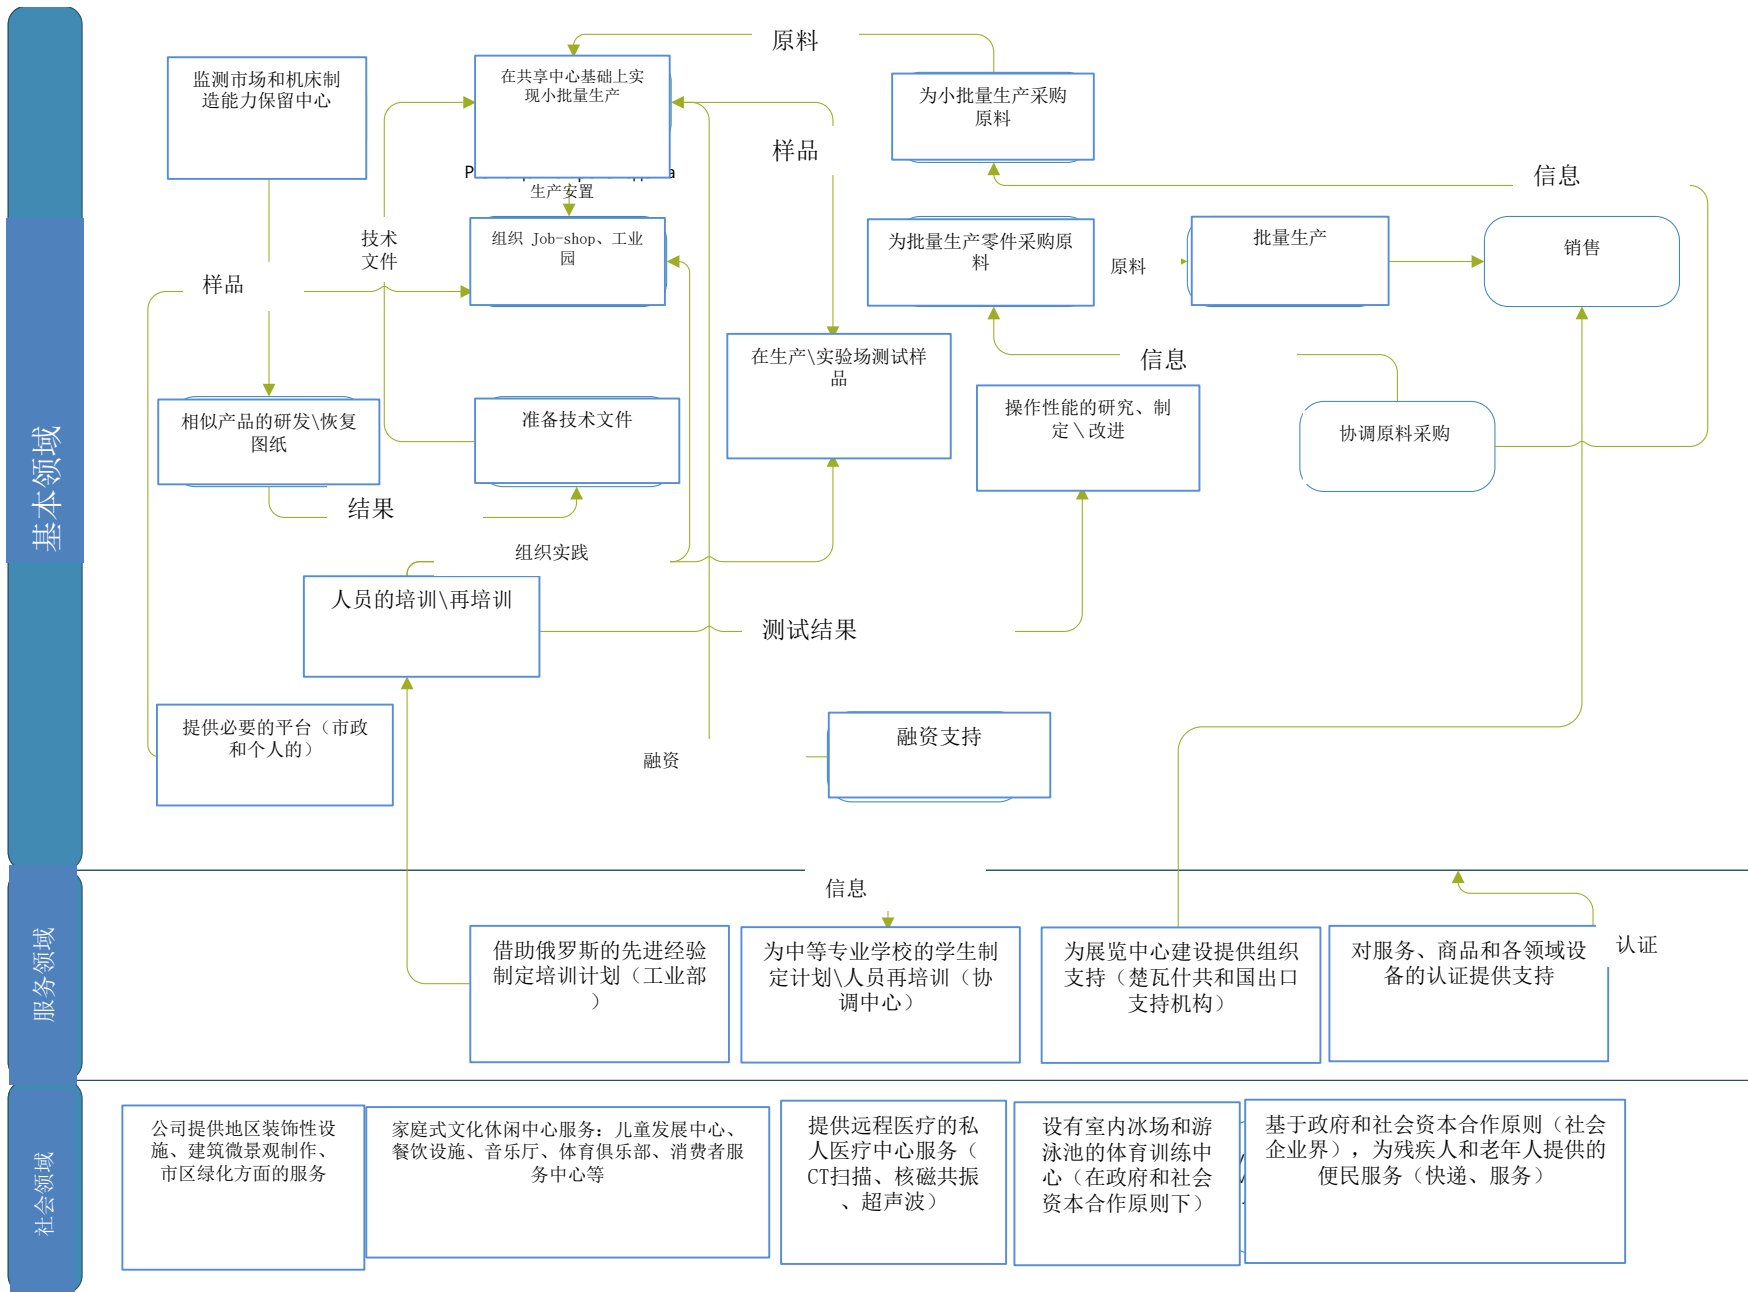 基本领域
原料
监测市场和机床制
造能力保留中心
在共享中心基础上实
现小批量生产
为小批量生产采购
原料
样品
信息
生产安置
技术
文件
组织 Job-shop、工业
园
为批量生产零件采购原
料
原料
批量生产
销售
样品
在生产\实验场测试样
品
信息
操作性能的研究、制
定\改进
协调原料采购
相似产品的研发\恢复
图纸
准备技术文件
结果
组织实践
人员的培训\再培训
测试结果
提供必要的平台（市政
和个人的）
融资
融资支持
服务领域
信息
借助俄罗斯的先进经验
制定培训计划（工业部
）
为中等专业学校的学生制
定计划\人员再培训（协
调中心）
为展览中心建设提供组织
支持（楚瓦什共和国出口
支持机构）
对服务、商品和各领域设
备的认证提供支持
认证
社会领域
公司提供地区装饰性设
施、建筑微景观制作、
市区绿化方面的服务
家庭式文化休闲中心服务：儿童发展中心、
餐饮设施、音乐厅、体育俱乐部、消费者服
务中心等
提供远程医疗的私
人医疗中心服务（
CT扫描、核磁共振
、超声波）
设有室内冰场和游
泳池的体育训练中
心（在政府和社会
资本合作原则下）
基于政府和社会资本合作原则（社会
企业界），为残疾人和老年人提供的
便民服务（快递、服务）